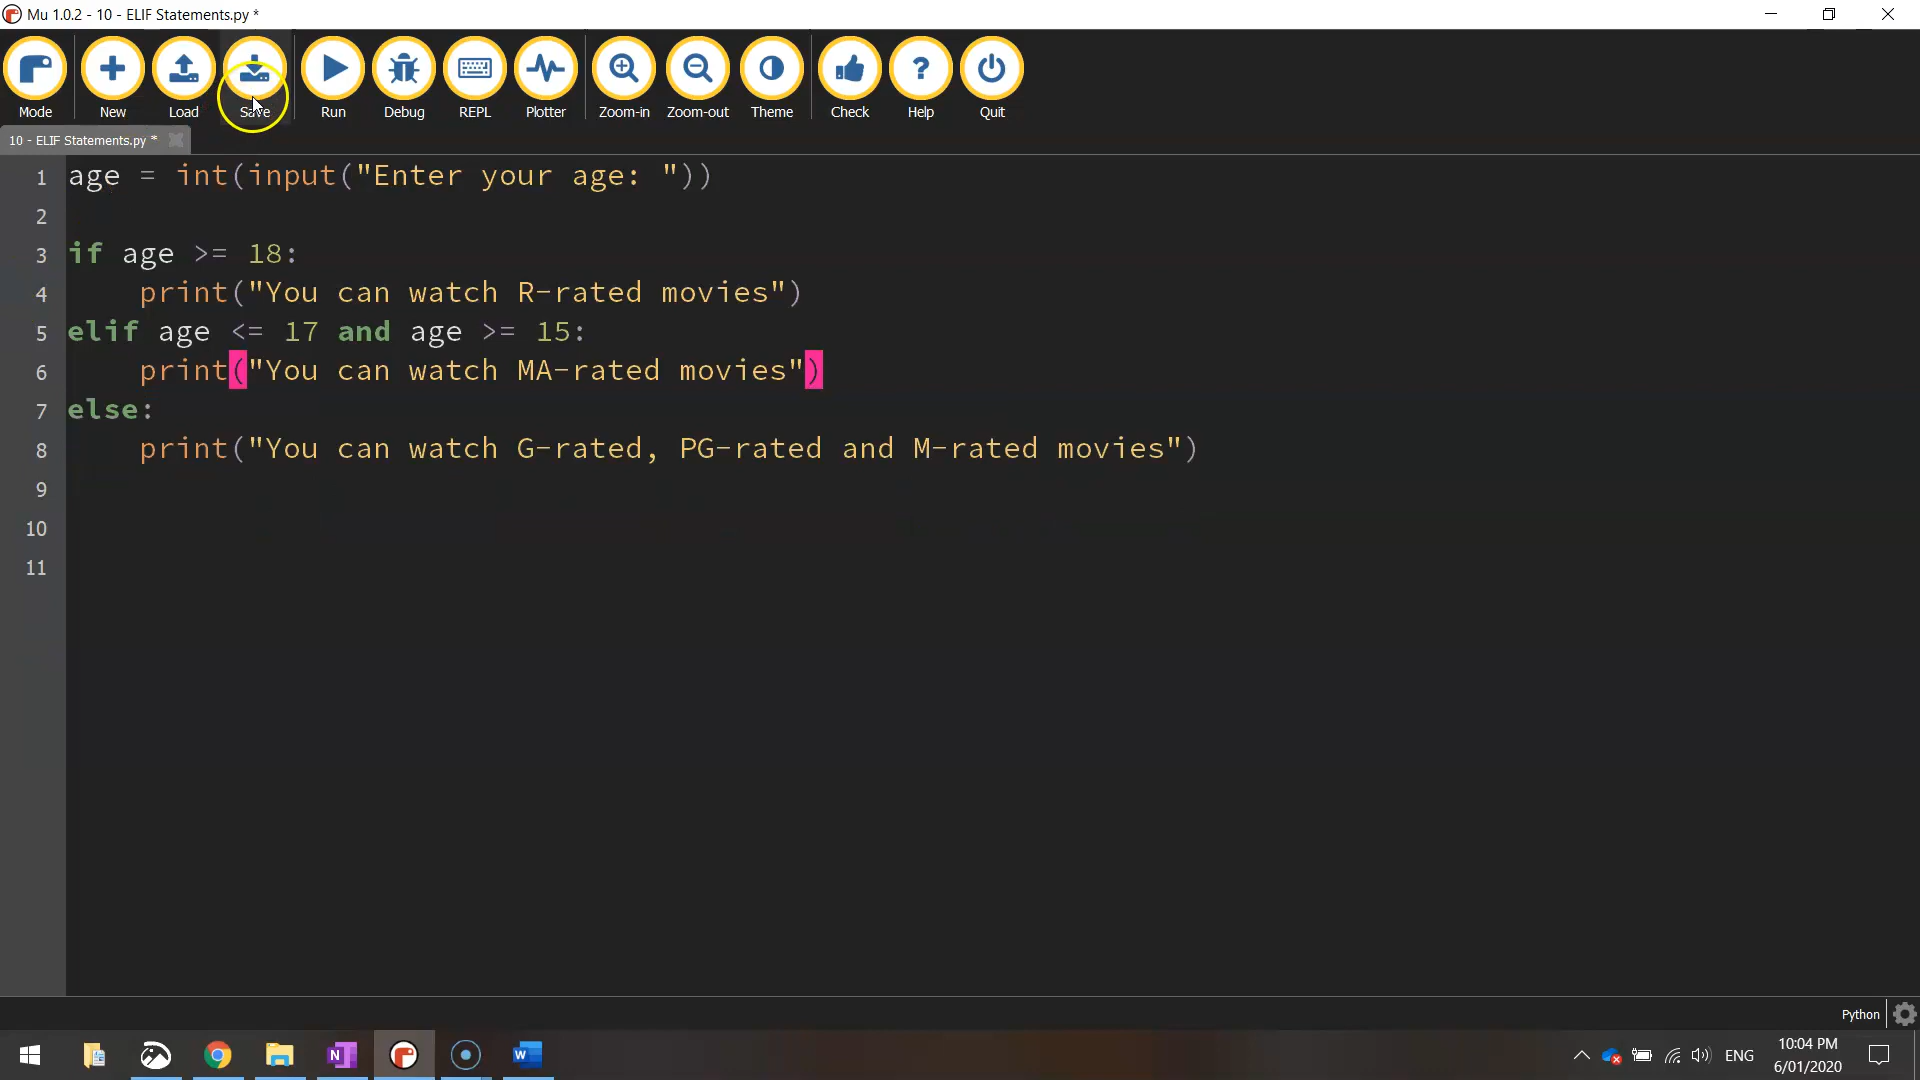 Mu 1.0.2 - 10 - ELIF Statements.py *
Mode New Load Save Run Debug REPL Plotter Zoom-in Zoom-out Theme Check Help Quit
10 - ELIF Statements.py *
1 age = int(input("Enter your age: "))
2
3 if age >= 18:
4 print("You can watch R-rated movies")
5 elif age <= 17 and age >= 15:
6 print("You can watch MA-rated movies")
7 else:
8 print("You can watch G-rated, PG-rated and M-rated movies")
9
10
11
Python
ENG
10:04 PM
6/01/2020